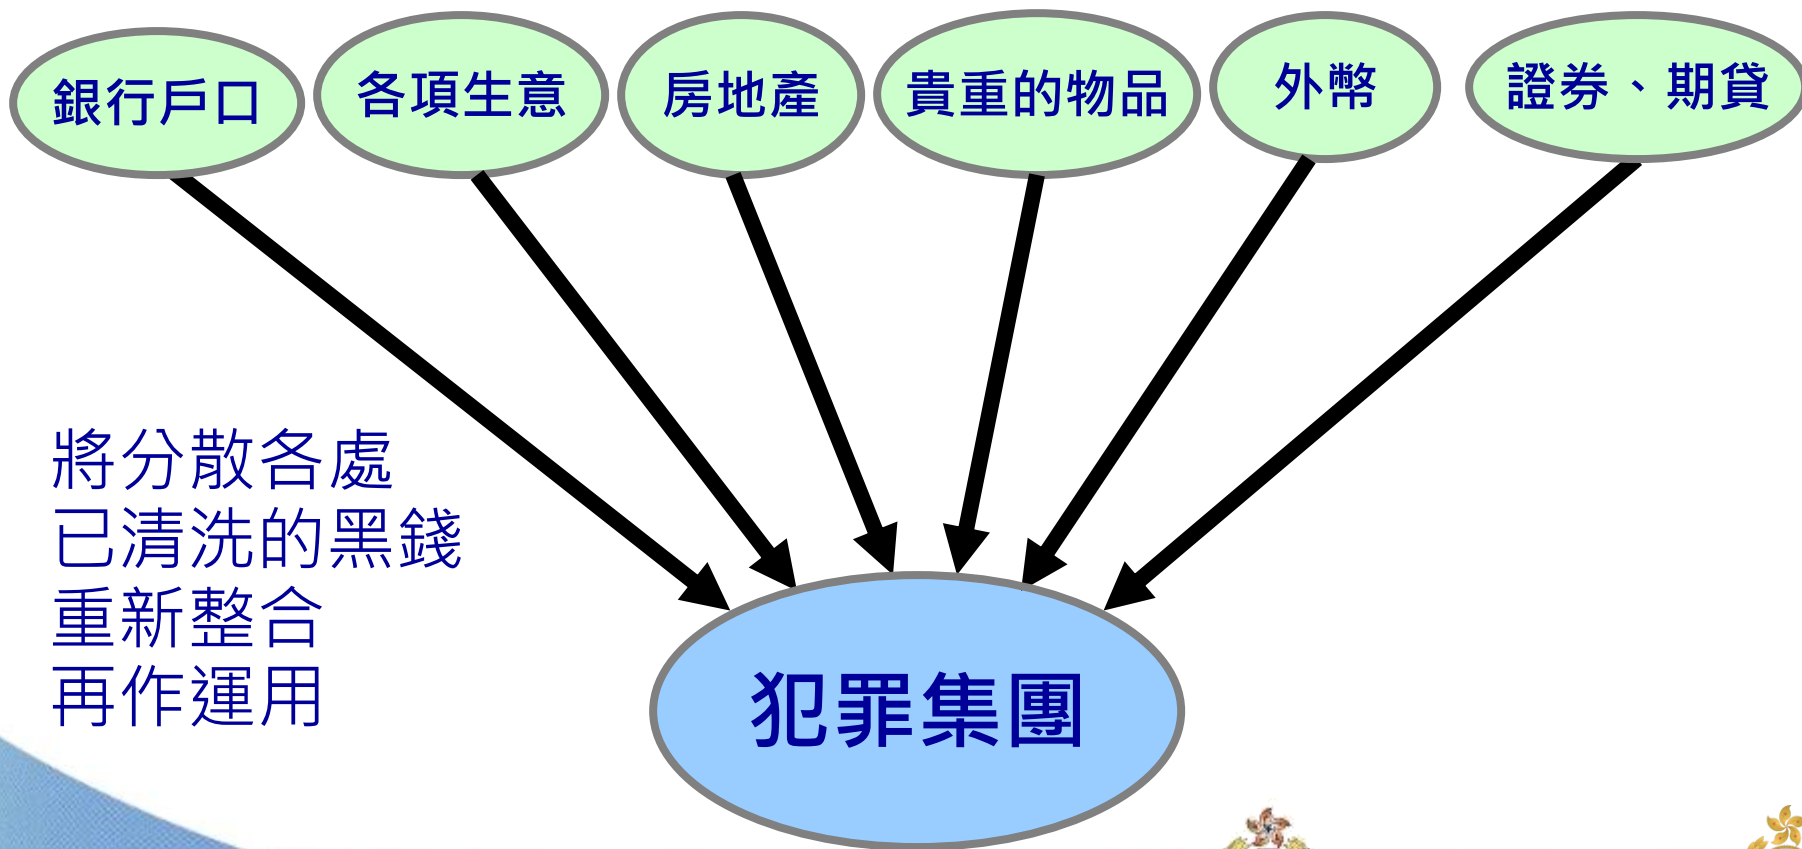 銀行戶口
各項生意
房地產
貴重的物品
外幣
證券、期貸
將分散各處
已清洗的黑錢
重新整合
再作運用
犯罪集團